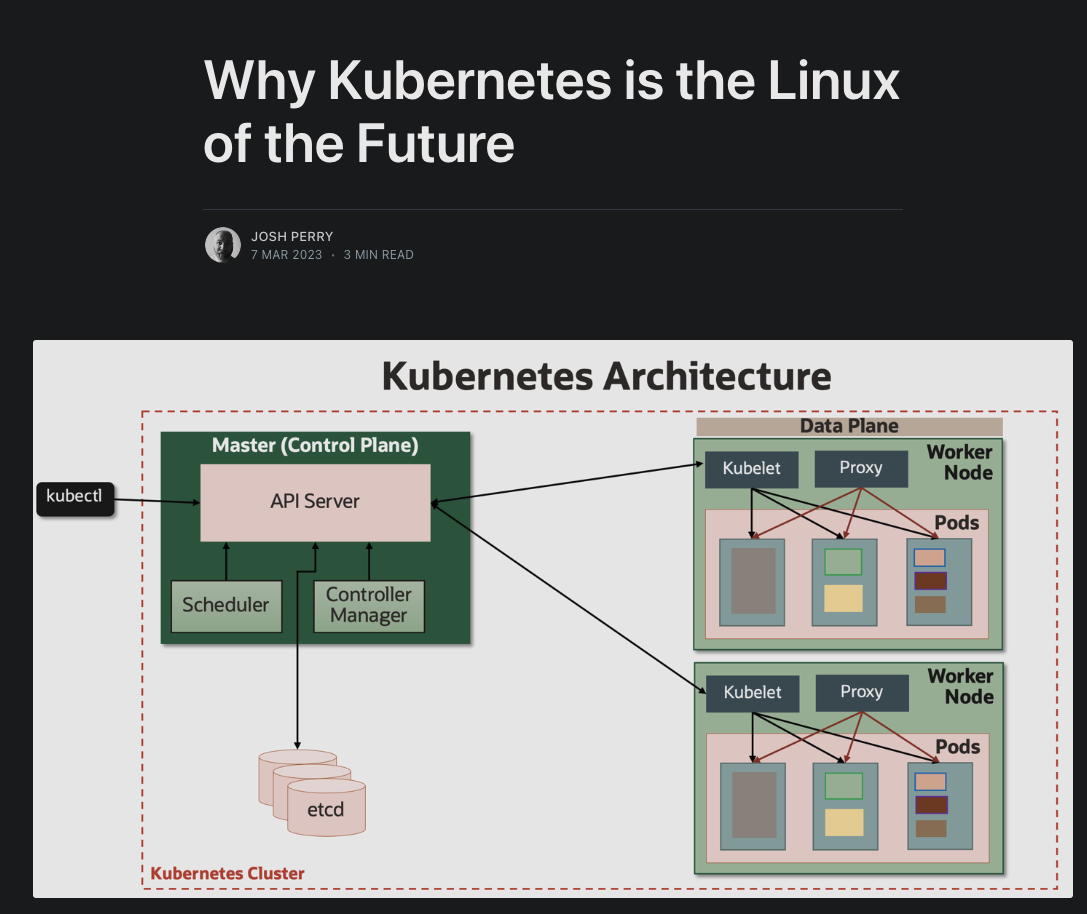 Why Kubernetes is the Linux
of the Future
JOSH PERRY
7 MAR 2023 • 3 MIN READ
Kubernetes Architecture
kubectl
Master (Control Plane)
API Server
Scheduler
Controller
Manager
etcd
Kubernetes Cluster
Data Plane
Worker
Node
Kubelet
Proxy
Pods
Worker
Node
Kubelet
Proxy
Pods